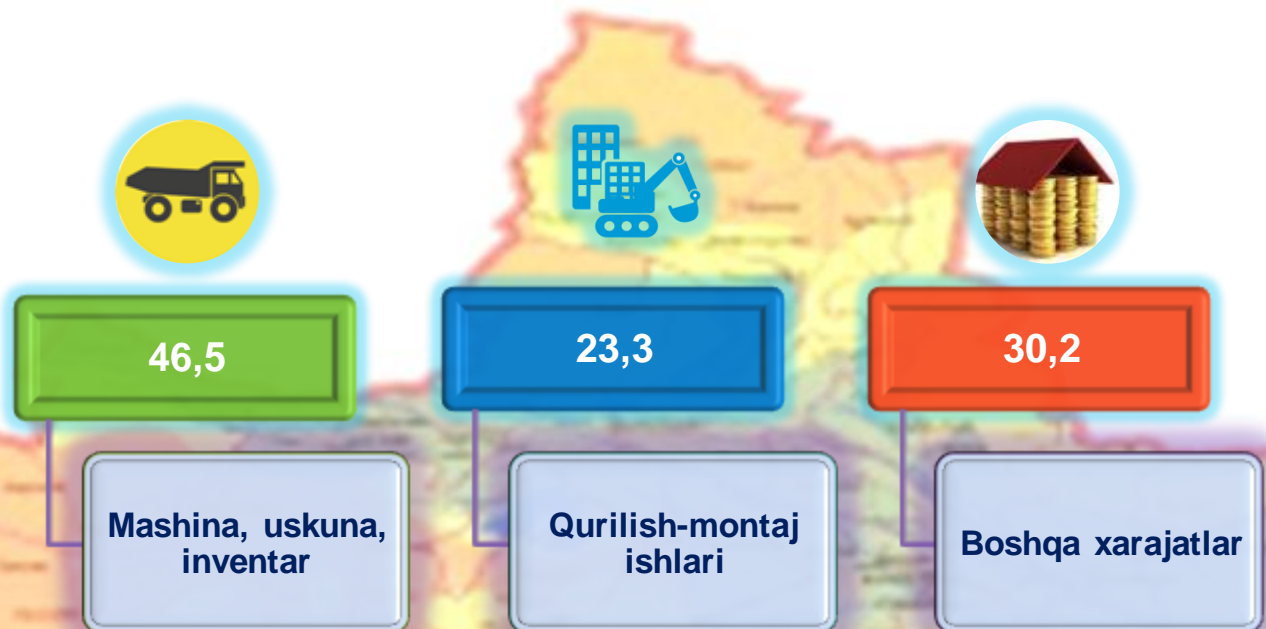 46,5
23,3
30,2
Mashina, uskuna,
inventar
Qurilish-montaj
ishlari
Boshqa xarajatlar